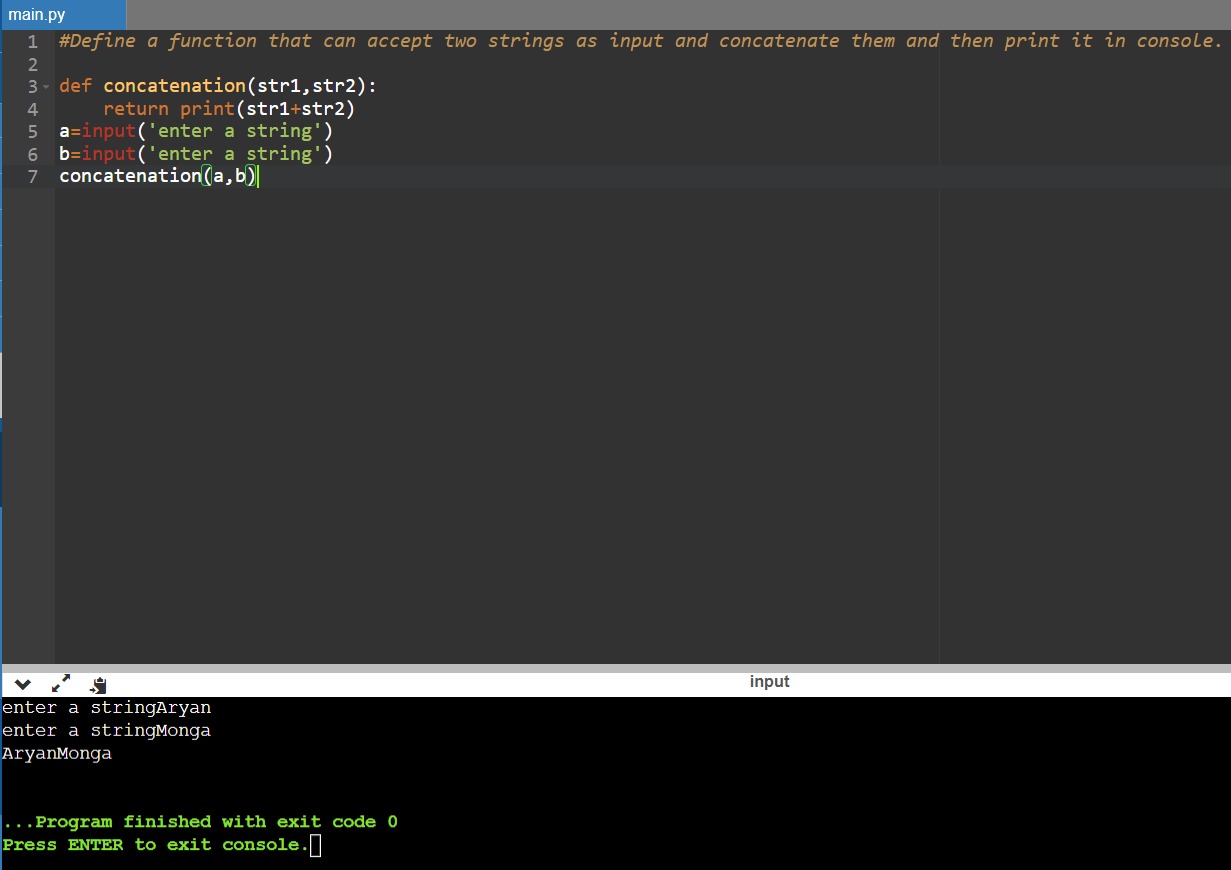 main.py
1 #Define a function that can accept two strings as input and concatenate them and then print it in console.
2
3 def concatenation(str1,str2):
4     return print(str1+str2)
5 a=input('enter a string')
6 b=input('enter a string')
7 concatenation(a,b)
input
enter a stringAryan
enter a stringMonga
AryanMonga
...Program finished with exit code 0
Press ENTER to exit console.